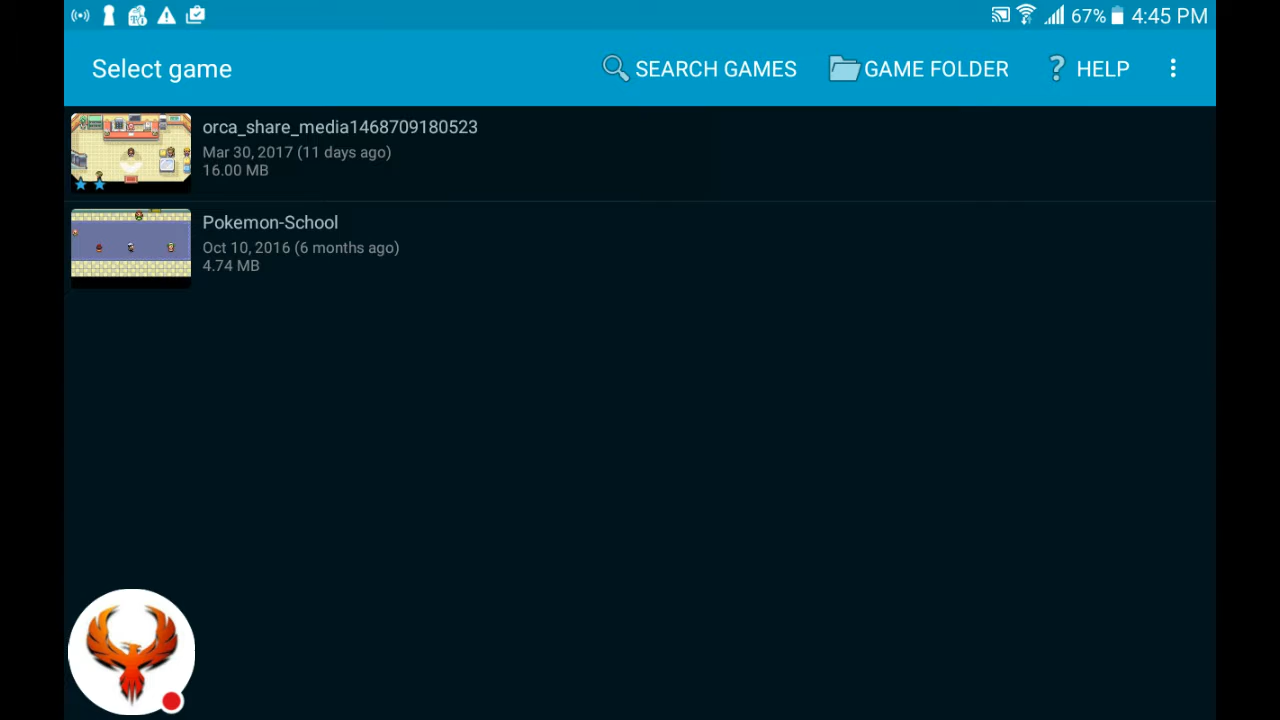 67% 4:45 PM
Select game
SEARCH GAMES
GAME FOLDER
? HELP
orca_share_media1468709180523
Mar 30, 2017 (11 days ago)
16.00 MB
Pokemon-School
Oct 10, 2016 (6 months ago)
4.74 MB